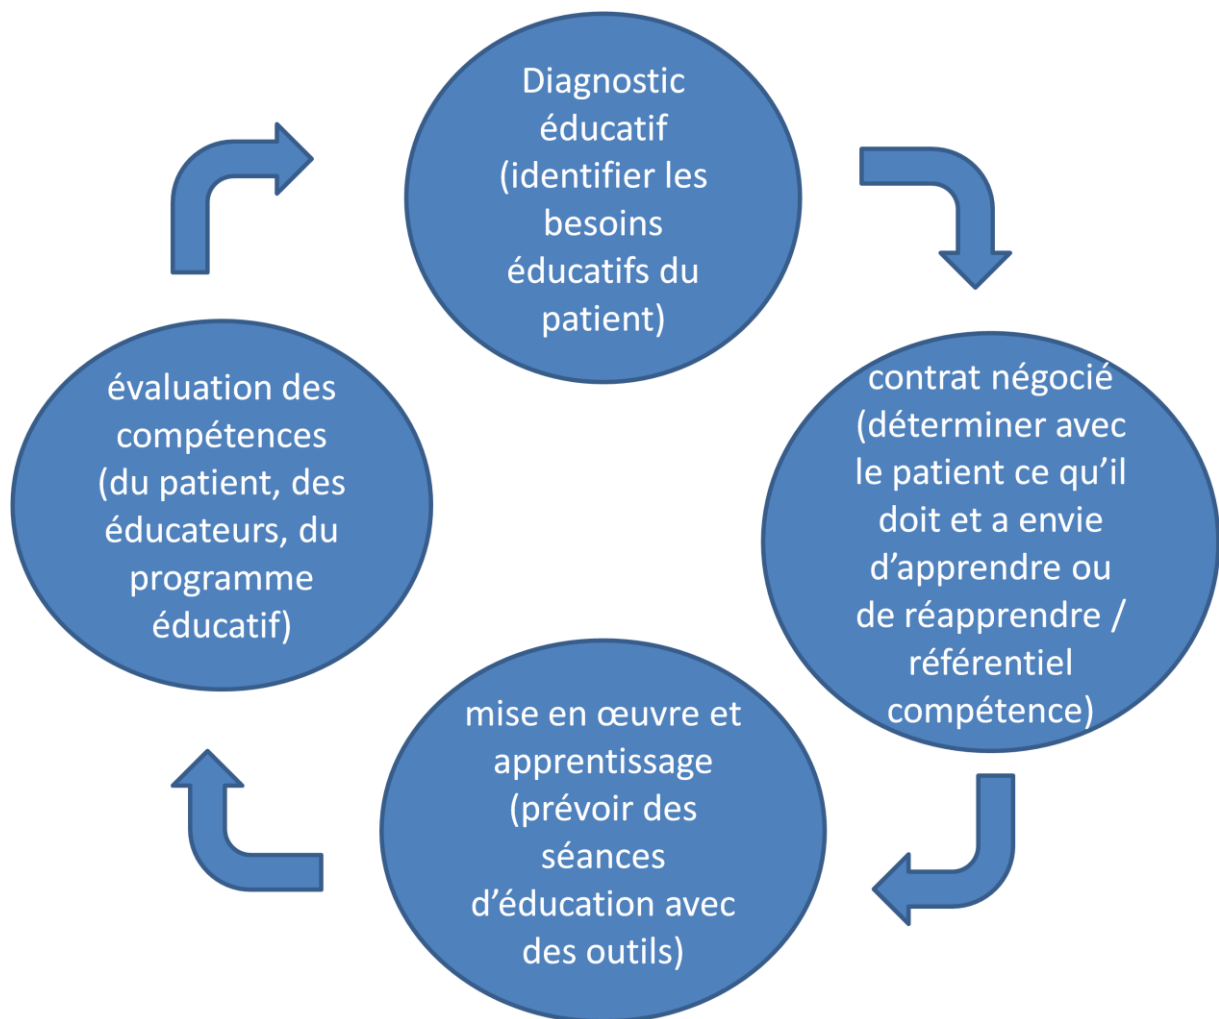 Diagnostic
éducatif
(identifier les
besoins
éducatifs du
patient)
contrat négocié
(déterminer avec
le patient ce qu’il
doit et a envie
d’apprendre ou
de réapprendre /
référentiel
compétence)
mise en œuvre et
apprentissage
(prévoir des
séances
d’éducation avec
des outils)
évaluation des
compétences
(du patient, des
éducateurs, du
programme
éducatif)